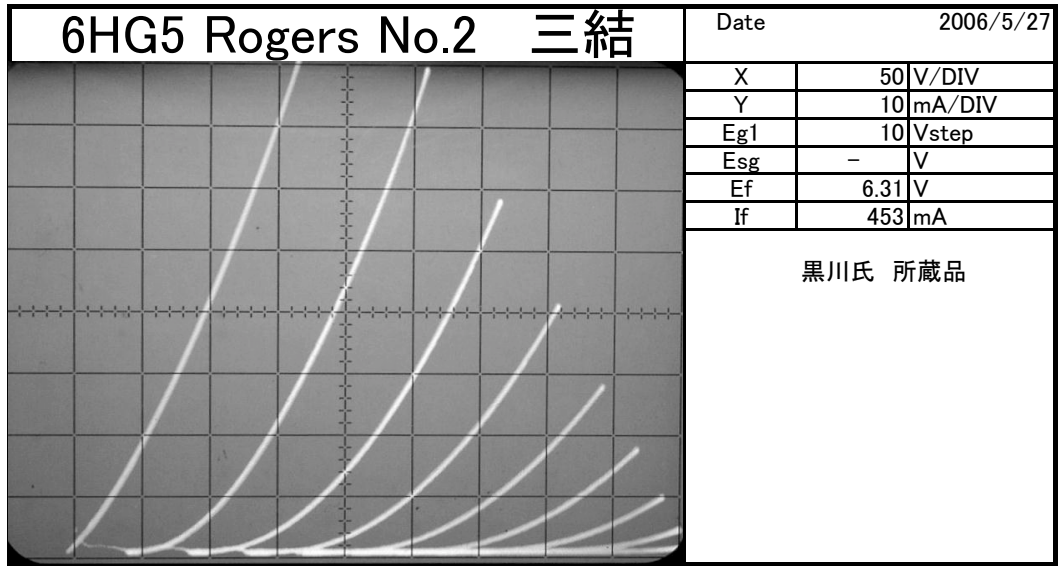 6HG5 Rogers No.2 三結
Date 2006/5/27
X 50 V/DIV
Y 10 mA/DIV
Eg1 10 Vstep
Esg － V
Ef 6.31 V
If 453 mA
黒川氏 所蔵品